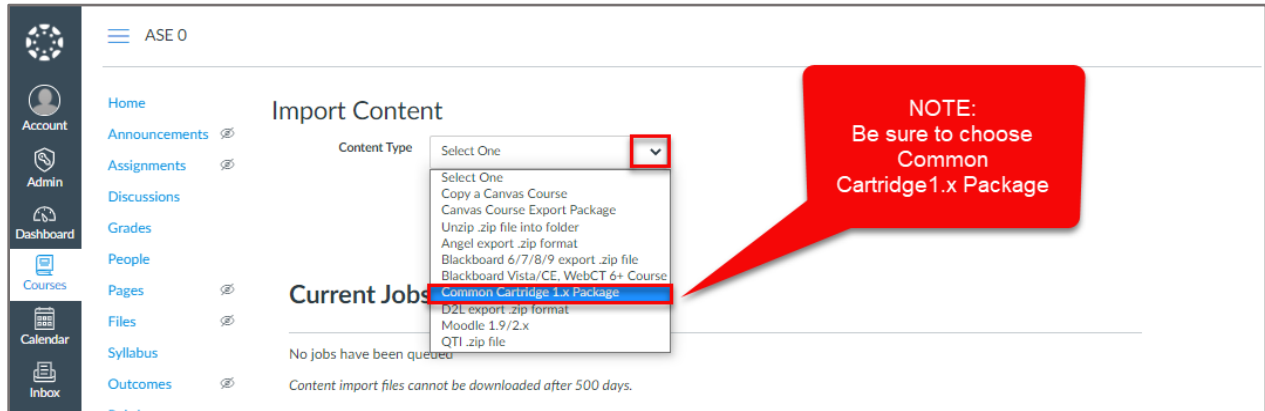 ASE 0
Account
Admin
Dashboard
Courses
Calendar
Inbox
Home
Announcements
Assignments
Discussions
Grades
People
Pages
Files
Syllabus
Outcomes
Import Content
Content Type
Select One
Select One
Copy a Canvas Course
Canvas Course Export Package
Unzip .zip file into folder
Angel export .zip format
Blackboard 6/7/8/9 export .zip file
Blackboard Vista/CE, WebCT 6+ Course
Common Cartridge 1.x Package
D2L export .zip format
Moodle 1.9/2.x
QTI .zip file
Current Jobs
No jobs have been queued
Content import files cannot be downloaded after 500 days.
NOTE:
Be sure to choose
Common
Cartridge1.x Package